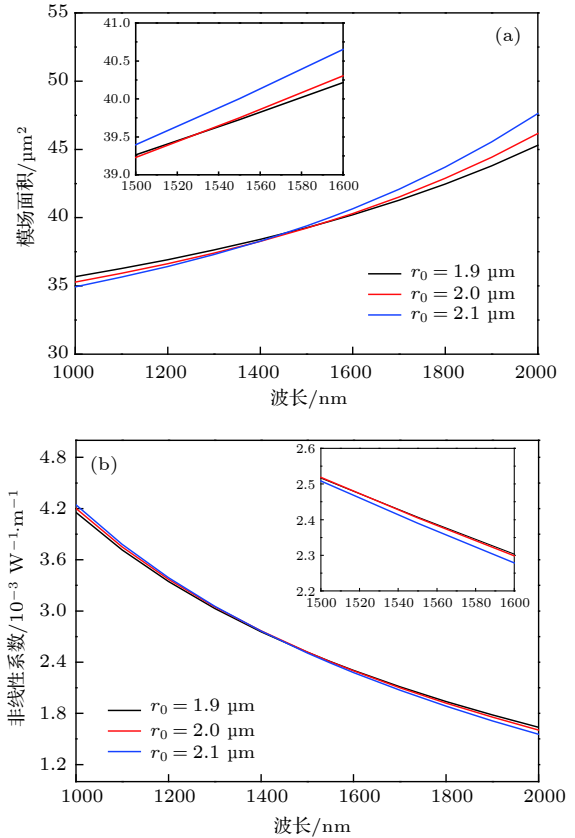 55
50
45
40
35
30
模场面积/µm²
(a)
41.0
40.5
40.0
39.5
39.0
1500 1520 1540 1560 1580 1600
r₀ = 1.9 µm
r₀ = 2.0 µm
r₀ = 2.1 µm
1000 1200 1400 1600 1800 2000
波长/nm
4.8
4.2
3.6
3.0
2.4
1.8
1.2
非线性系数/10⁻³ W⁻¹·m⁻¹
(b)
2.6
2.5
2.4
2.3
2.2
1500 1520 1540 1560 1580 1600
r₀ = 1.9 µm
r₀ = 2.0 µm
r₀ = 2.1 µm
1000 1200 1400 1600 1800 2000
波长/nm